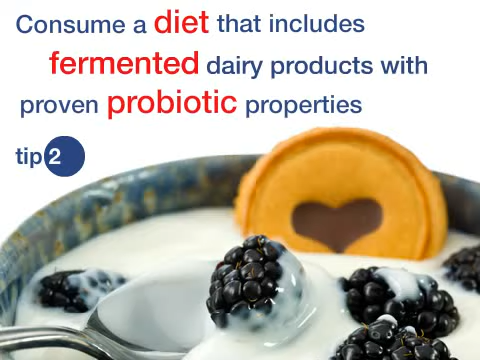 Consume a diet that includes
fermented dairy products with
proven probiotic properties
tip 2